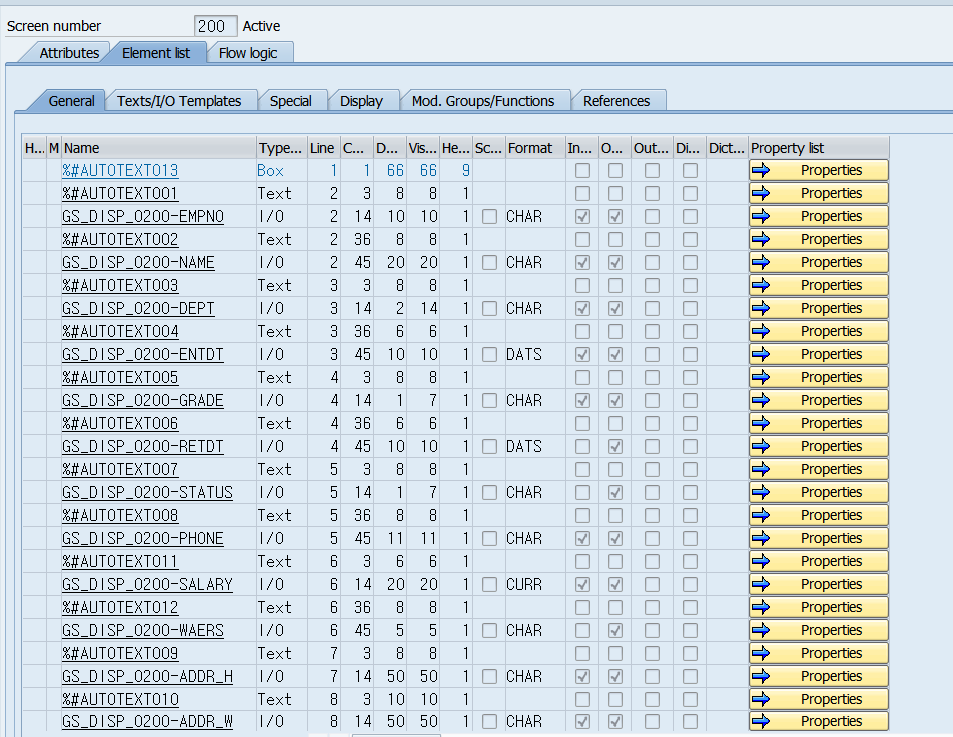 Screen number 200 Active
Attributes Element list Flow logic
General Texts/I/O Templates Special Display Mod. Groups/Functions References
H... M Name Type... Line C... D... Vis... He... Sc... Format In... O... Out... Di... Dict... Property list
%#AUTOTEXT013 Box 1 1 66 66 9 Properties
%#AUTOTEXT001 Text 2 3 8 8 1 Properties
GS_DISP_0200-EMPNO I/O 2 14 10 10 1 CHAR Properties
%#AUTOTEXT002 Text 2 36 8 8 1 Properties
GS_DISP_0200-NAME I/O 2 45 20 20 1 CHAR Properties
%#AUTOTEXT003 Text 3 3 8 8 1 Properties
GS_DISP_0200-DEPT I/O 3 14 2 14 1 CHAR Properties
%#AUTOTEXT004 Text 3 36 6 6 1 Properties
GS_DISP_0200-ENTDT I/O 3 45 10 10 1 DATS Properties
%#AUTOTEXT005 Text 4 3 8 8 1 Properties
GS_DISP_0200-GRADE I/O 4 14 1 7 1 CHAR Properties
%#AUTOTEXT006 Text 4 36 6 6 1 Properties
GS_DISP_0200-RETDT I/O 4 45 10 10 1 DATS Properties
%#AUTOTEXT007 Text 5 3 8 8 1 Properties
GS_DISP_0200-STATUS I/O 5 14 1 7 1 CHAR Properties
%#AUTOTEXT008 Text 5 36 8 8 1 Properties
GS_DISP_0200-PHONE I/O 5 45 11 11 1 CHAR Properties
%#AUTOTEXT011 Text 6 3 6 6 1 Properties
GS_DISP_0200-SALARY I/O 6 14 20 20 1 CURR Properties
%#AUTOTEXT012 Text 6 36 8 8 1 Properties
GS_DISP_0200-WAERS I/O 6 45 5 5 1 CHAR Properties
%#AUTOTEXT009 Text 7 3 8 8 1 Properties
GS_DISP_0200-ADDR_H I/O 7 14 50 50 1 CHAR Properties
%#AUTOTEXT010 Text 8 3 10 10 1 Properties
GS_DISP_0200-ADDR_W I/O 8 14 50 50 1 CHAR Properties